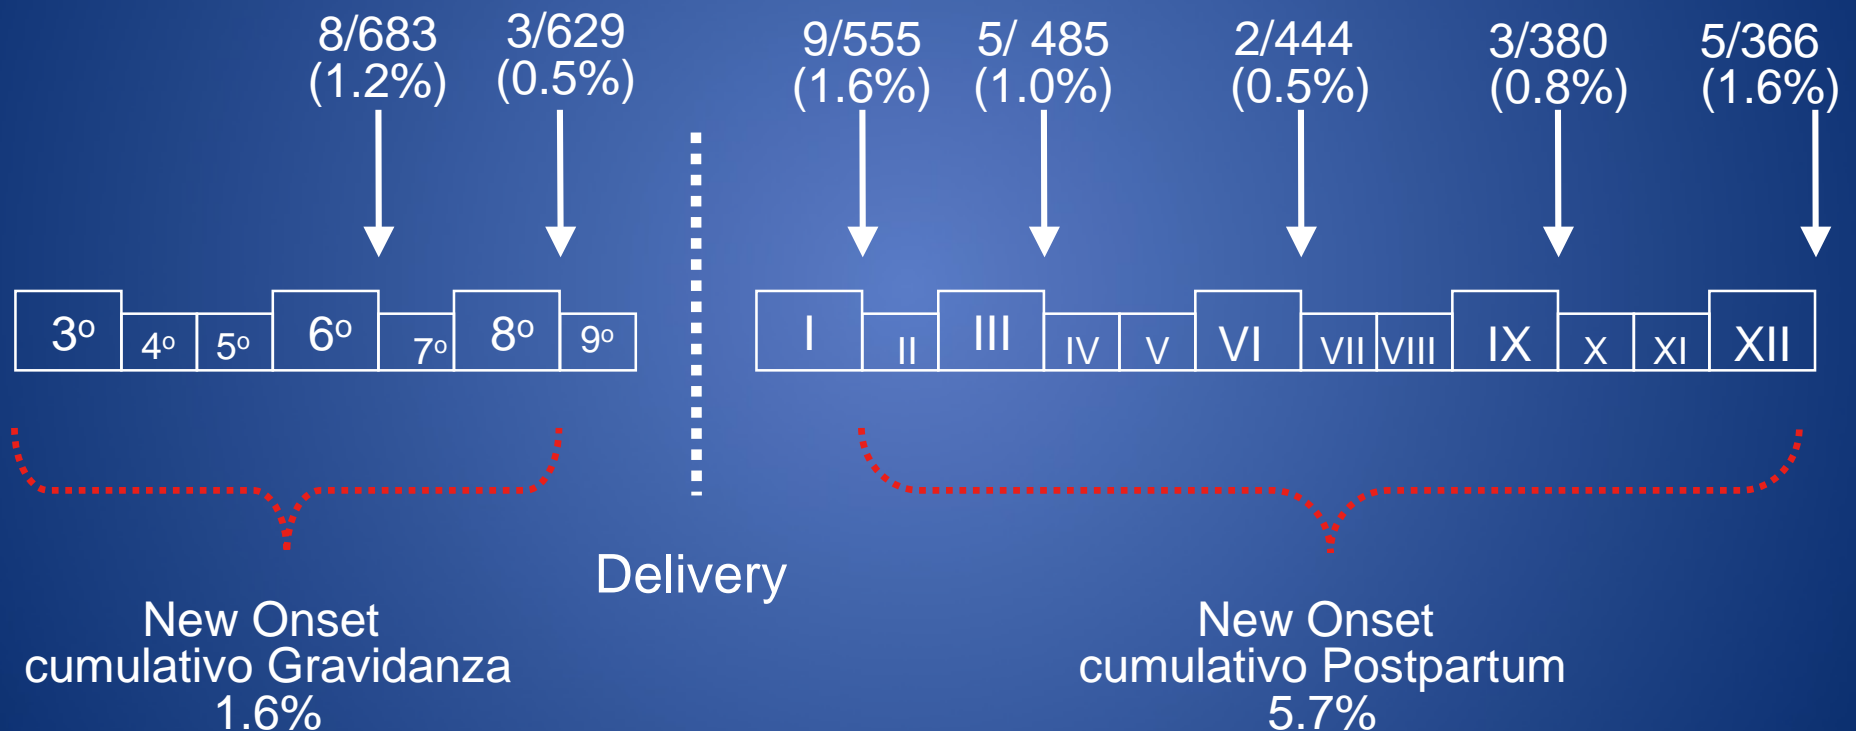 8/683
(1.2%)
3/629
(0.5%)
9/555
(1.6%)
5/ 485
(1.0%)
2/444
(0.5%)
3/380
(0.8%)
5/366
(1.6%)
3º 4º 5º 6º 7º 8º 9º
I II III IV V VI VII VIII IX X XI XII
Delivery
New Onset
cumulativo Gravidanza
1.6%
New Onset
cumulativo Postpartum
5.7%